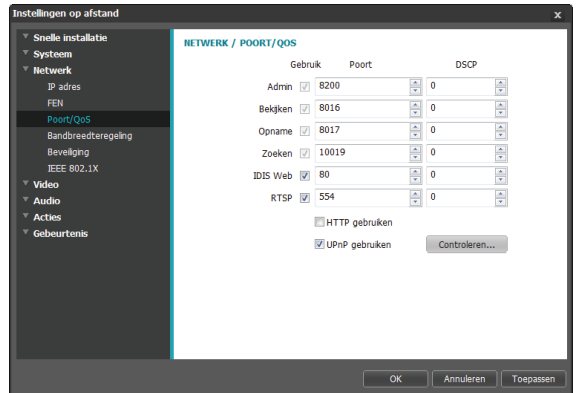 Instellingen op afstand x
Snelle installatie
Systeem
Netwerk
IP adres
FEN
Poort/QoS
Bandbreedteregeling
Beveiliging
IEEE 802.1X
Video
Audio
Acties
Gebeurtenis
NETWERK / POORT/QOS
Gebruik Poort DSCP
Admin 8200 0
Bekijken 8016 0
Opname 8017 0
Zoeken 10019 0
IDIS Web 80 0
RTSP 554 0
HTTP gebruiken
UPnP gebruiken Controleren...
OK Annuleren Toepassen